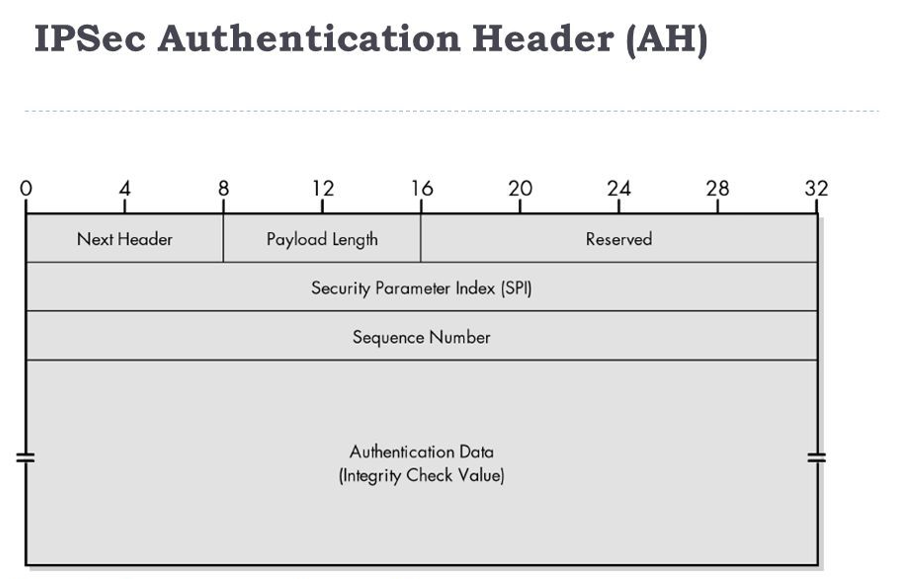 IPSec Authentication Header (AH)
0 4 8 12 16 20 24 28 32
Next Header Payload Length Reserved
Security Parameter Index (SPI)
Sequence Number
Authentication Data
(Integrity Check Value)